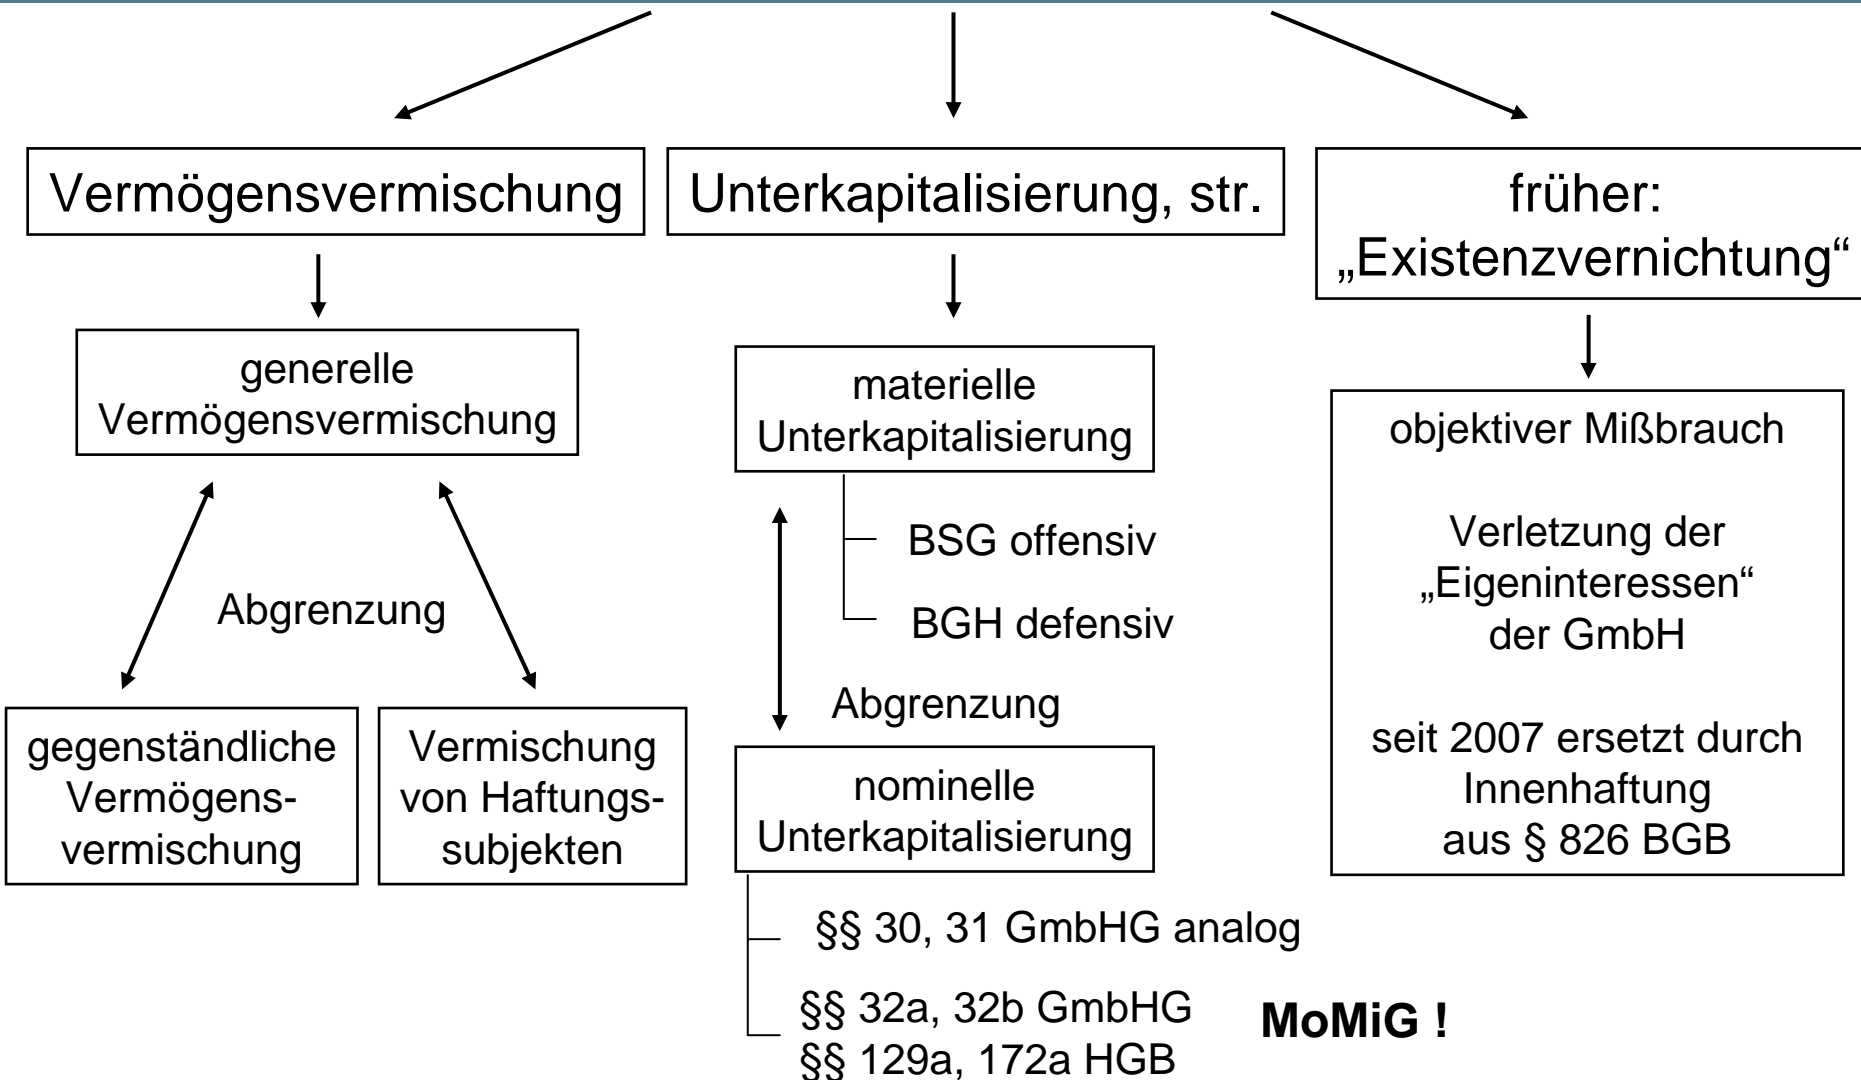 Vermögensvermischung
Unterkapitalisierung, str.
früher:
„Existenzvernichtung“
generelle
Vermögensvermischung
Abgrenzung
gegenständliche
Vermögens-
vermischung
Vermischung
von Haftungs-
subjekten
materielle
Unterkapitalisierung
BSG offensiv
BGH defensiv
Abgrenzung
nominelle
Unterkapitalisierung
§§ 30, 31 GmbHG analog
§§ 32a, 32b GmbHG
§§ 129a, 172a HGB
MoMiG !
objektiver Mißbrauch
Verletzung der
„Eigeninteressen“
der GmbH
seit 2007 ersetzt durch
Innenhaftung
aus § 826 BGB